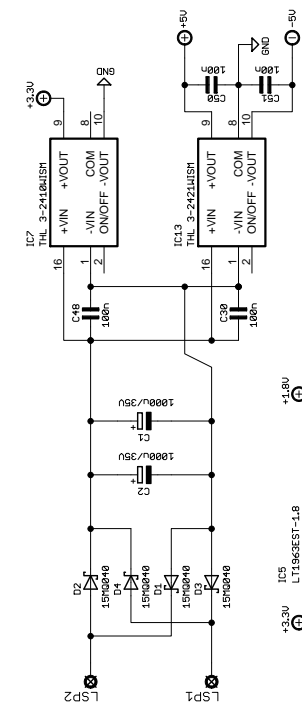 +5V
-5V
GND
100n
C50
100n
C51
+3.3V
GND
9
8
10
+VOUT
COM
-VOUT
+VIN
-VIN
ON/OFF
IC7
THL 3-2410WISM
16
1
2
9
8
10
+VOUT
COM
-VOUT
+VIN
-VIN
ON/OFF
IC13
THL 3-2421WISM
16
1
2
C48
100n
C30
100n
1000u/35V
C1
1000u/35V
C2
+1.8V
D2
15MQ040
D4
15MQ040
D1
15MQ040
D3
15MQ040
IC5
LT1963EST-1.8
+3.3V
LSP2
LSP1